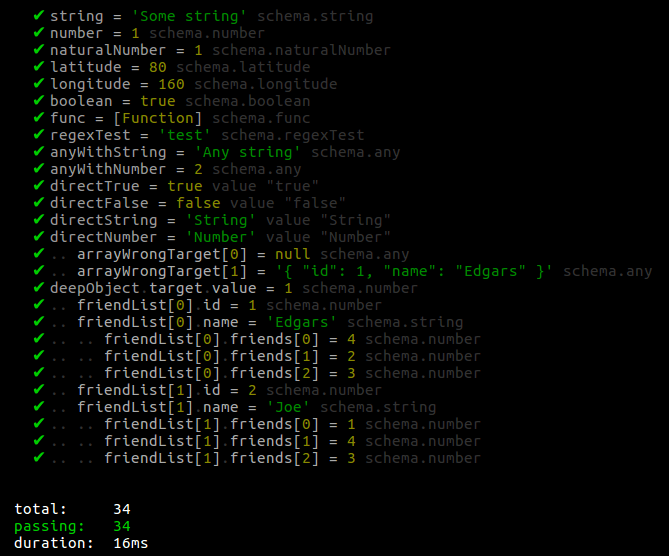 ✔ string = 'Some string' schema.string
✔ number = 1 schema.number
✔ naturalNumber = 1 schema.naturalNumber
✔ latitude = 80 schema.latitude
✔ longitude = 160 schema.longitude
✔ boolean = true schema.boolean
✔ func = [Function] schema.func
✔ regexTest = 'test' schema.regexTest
✔ anyWithString = 'Any string' schema.any
✔ anyWithNumber = 2 schema.any
✔ directTrue = true value "true"
✔ directFalse = false value "false"
✔ directString = 'String' value "String"
✔ directNumber = 'Number' value "Number"
✔ .. arrayWrongTarget[0] = null schema.any
✔ .. arrayWrongTarget[1] = '{ "id": 1, "name": "Edgars" }' schema.any
✔ deepObject.target.value = 1 schema.number
✔ .. friendList[0].id = 1 schema.number
✔ .. friendList[0].name = 'Edgars' schema.string
✔ .. .. friendList[0].friends[0] = 4 schema.number
✔ .. .. friendList[0].friends[1] = 2 schema.number
✔ .. .. friendList[0].friends[2] = 3 schema.number
✔ .. friendList[1].id = 2 schema.number
✔ .. friendList[1].name = 'Joe' schema.string
✔ .. .. friendList[1].friends[0] = 1 schema.number
✔ .. .. friendList[1].friends[1] = 4 schema.number
✔ .. .. friendList[1].friends[2] = 3 schema.number
total: 34
passing: 34
duration: 16ms